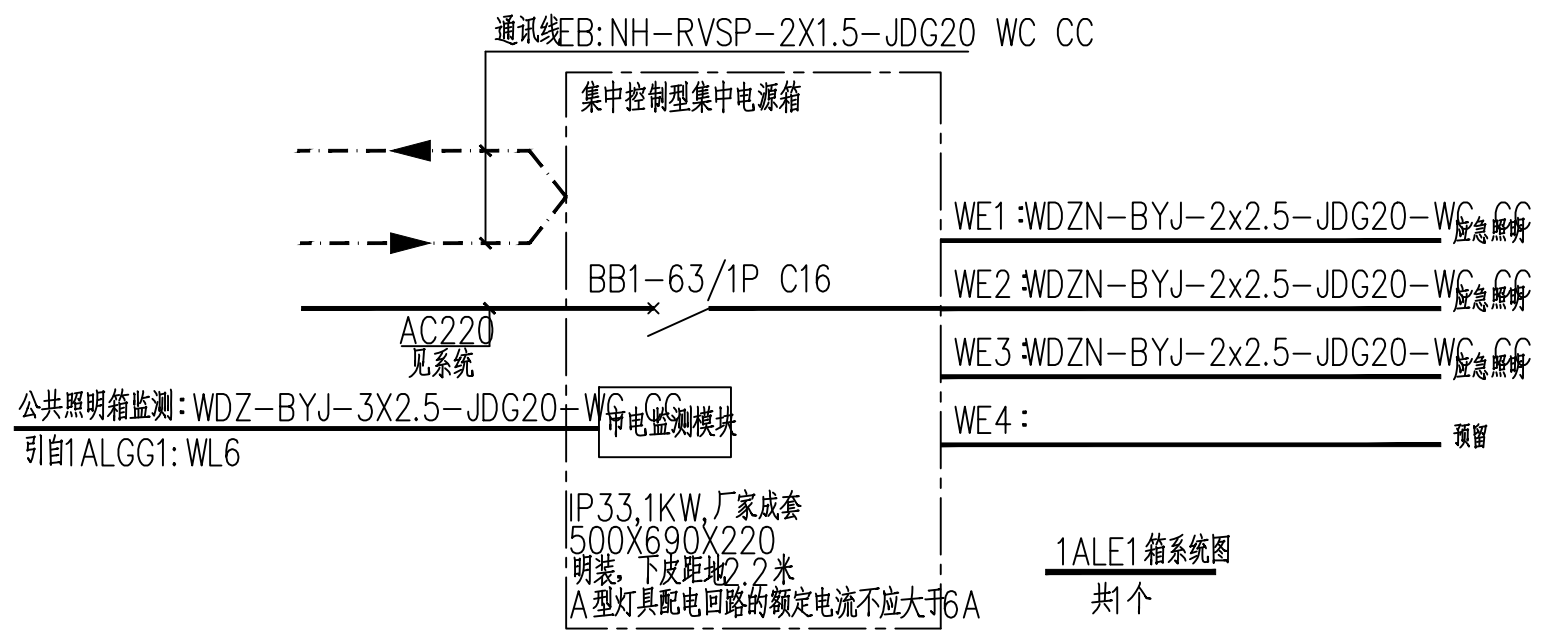 通讯线EB: NH-RVSP-2X1.5-JDG20 WC CC
集中控制型集中电源箱
WE1:WDZN-BYJ-2x2.5-JDG20-WC CC
应急照明
BB1-63/1P C16
WE2:WDZN-BYJ-2x2.5-JDG20-WC CC
应急照明
AC220
见系统
WE3:WDZN-BYJ-2x2.5-JDG20-WC CC
应急照明
公共照明箱监测:WDZ-BYJ-3X2.5-JDG20-WC CC
市电监测模块
引自1ALGG1: WL6
WE4:
预留
IP33,1KW,厂家成套
500X690X220
明装，下皮距地2.2米
A型灯具配电回路的额定电流不应大于6A
1ALE1箱系统图
共1个